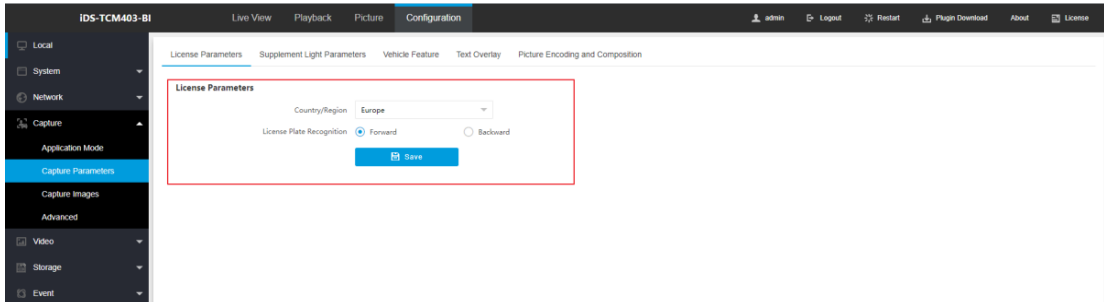 iDS-TCM403-BI Live View Playback Picture Configuration admin Logout Restart Plugin Download About License
Local
System
Network
Capture
Application Mode
Capture Parameters
Capture Images
Advanced
Video
Storage
Event
License Parameters Supplement Light Parameters Vehicle Feature Text Overlay Picture Encoding and Composition
License Parameters
Country/Region Europe
License Plate Recognition Forward Backward
Save